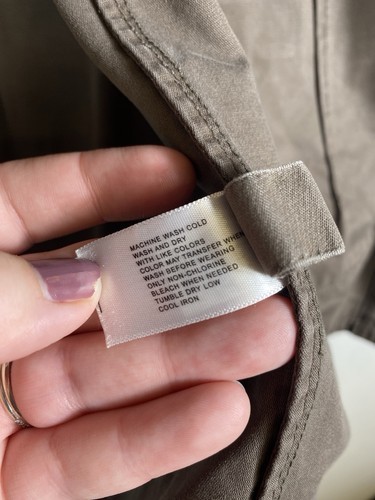 MACHINE WASH COLD
WASH AND DRY
WITH LIKE COLORS
COLOR MAY TRANSFER WHEN
WASH BEFORE WEARING
ONLY NON-CHLORINE
BLEACH WHEN NEEDED
TUMBLE DRY LOW
COOL IRON